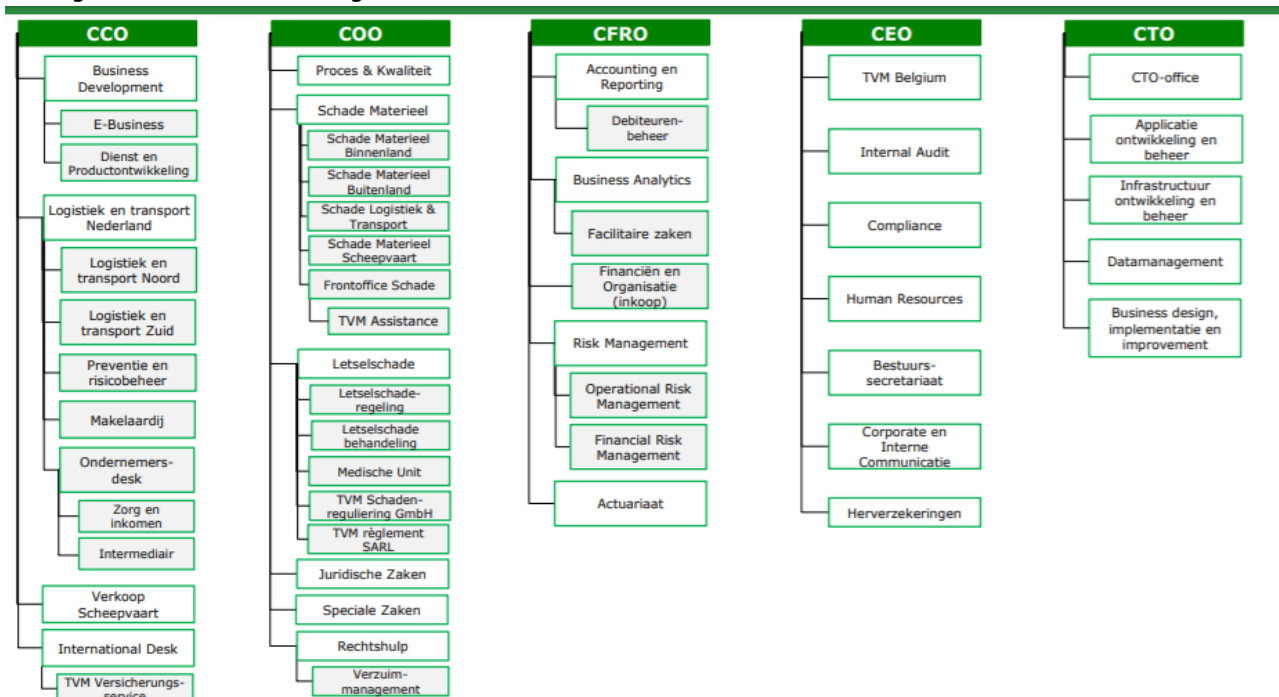 CCO
Business
Development
E-Business
Dienst en
Productontwikkeling
Logistiek en transport
Nederland
Logistiek en
transport Noord
Logistiek en
transport Zuid
Preventie en
risicobeheer
Makelaardij
Ondernemers-
desk
Zorg en
inkomen
Intermediair
Verkoop
Scheepvaart
International Desk
TVM Versicherungs-
service
COO
Proces & Kwaliteit
Schade Materieel
Schade Materieel
Binnenland
Schade Materieel
Buitenland
Schade Logistiek &
Transport
Schade Materieel
Scheepvaart
Frontoffice Schade
TVM Assistance
Letselschade
Letselschade-
regeling
Letselschade
behandeling
Medische Unit
TVM Schaden-
reguliering GmbH
TVM règlement
SARL
Juridische Zaken
Speciale Zaken
Rechtshulp
Verzuim-
management
CFRO
Accounting en
Reporting
Debiteuren-
beheer
Business Analytics
Facilitaire zaken
Financiën en
Organisatie
(inkoop)
Risk Management
Operational Risk
Management
Financial Risk
Management
Actuariaat
CEO
TVM Belgium
Internal Audit
Compliance
Human Resources
Bestuurs-
secretariaat
Corporate en
Interne
Communicatie
Herverzekeringen
CTO
CTO-office
Applicatie
ontwikkeling en
beheer
Infrastructuur
ontwikkeling en
beheer
Datamanagement
Business design,
implementatie en
improvement